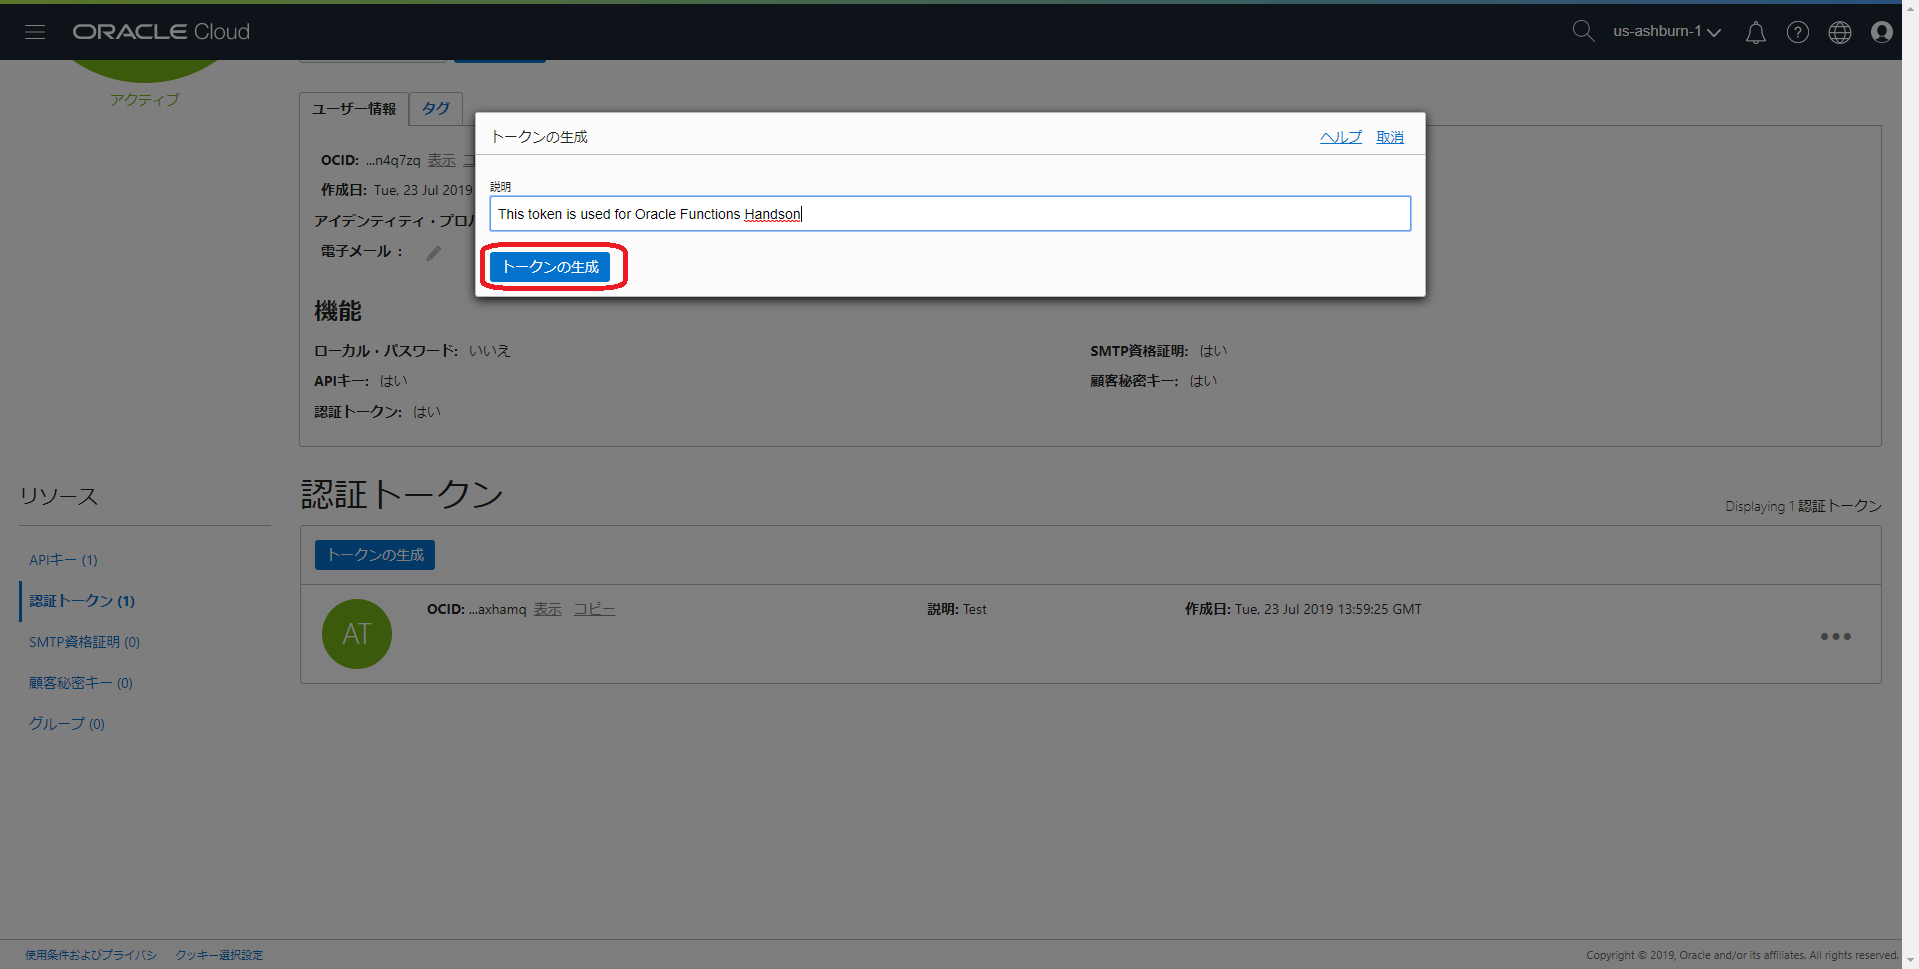 ORACLE Cloud
us-ashburn-1
アクティブ
ユーザー情報 タグ
トークンの生成 ヘルプ 取消
説明
This token is used for Oracle Functions Handson
トークンの生成
OCID: ...n4q7zq 表示
作成日: Tue, 23 Jul 2019
アイデンティティ・プロ
電子メール :
機能
ローカル・パスワード: いいえ
APIキー: はい
認証トークン: はい
SMTP資格証明: はい
顧客秘密キー: はい
リソース
APIキー (1)
認証トークン (1)
SMTP資格証明 (0)
顧客秘密キー (0)
グループ (0)
認証トークン
Displaying 1 認証トークン
トークンの生成
AT
OCID: ...axhamq 表示 コピー
説明: Test
作成日: Tue, 23 Jul 2019 13:59:25 GMT
使用条件およびプライバシ クッキー選択設定
Copyright © 2019, Oracle and/or its affiliates. All rights reserved.